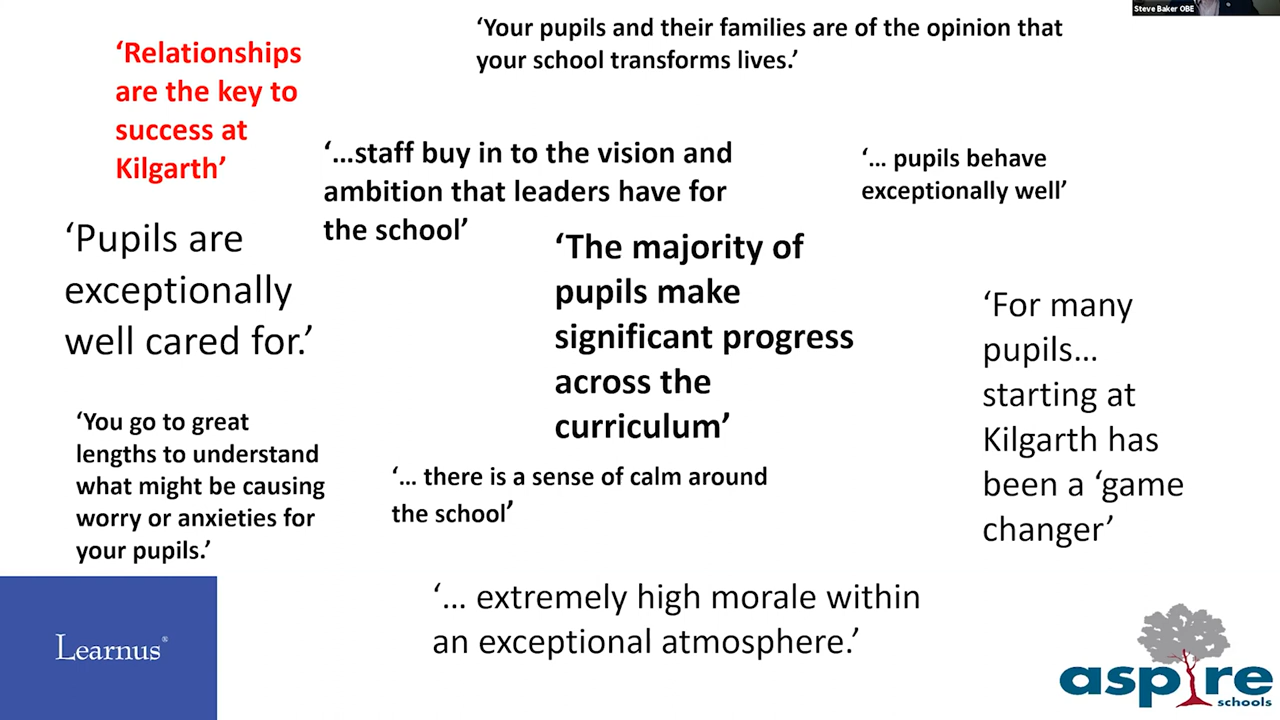 Steve Baker OBE
‘Your pupils and their families are of the opinion that
your school transforms lives.’
‘Relationships
are the key to
success at
Kilgarth’
‘…staff buy in to the vision and
ambition that leaders have for
the school’
‘… pupils behave
exceptionally well’
‘Pupils are
exceptionally
well cared for.’
‘The majority of
pupils make
significant progress
across the
curriculum’
‘For many
pupils…
starting at
Kilgarth has
been a ‘game
changer’
‘You go to great
lengths to understand
what might be causing
worry or anxieties for
your pupils.’
‘… there is a sense of calm around
the school’
‘… extremely high morale within
an exceptional atmosphere.’
Learnus®
aspire
schools